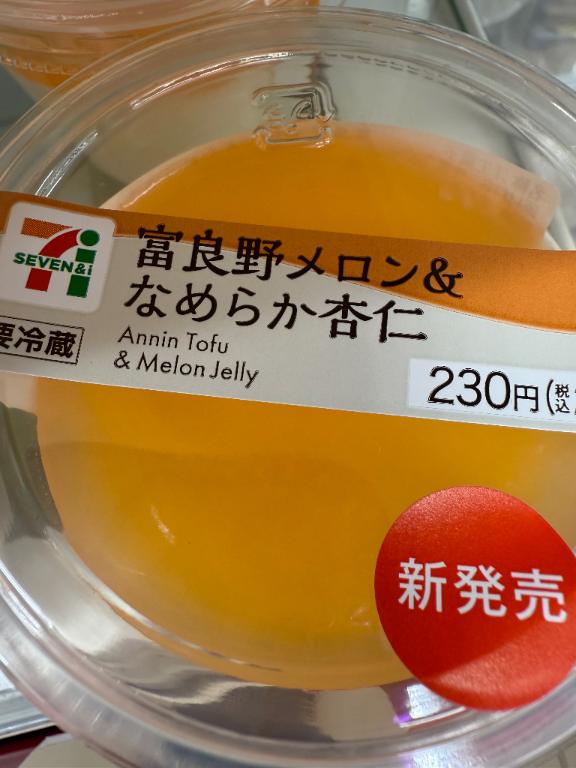 SEVEN&i
富良野メロン&
なめらか杏仁
要冷蔵
Annin Tofu
& Melon Jelly
230円(税込
新発売